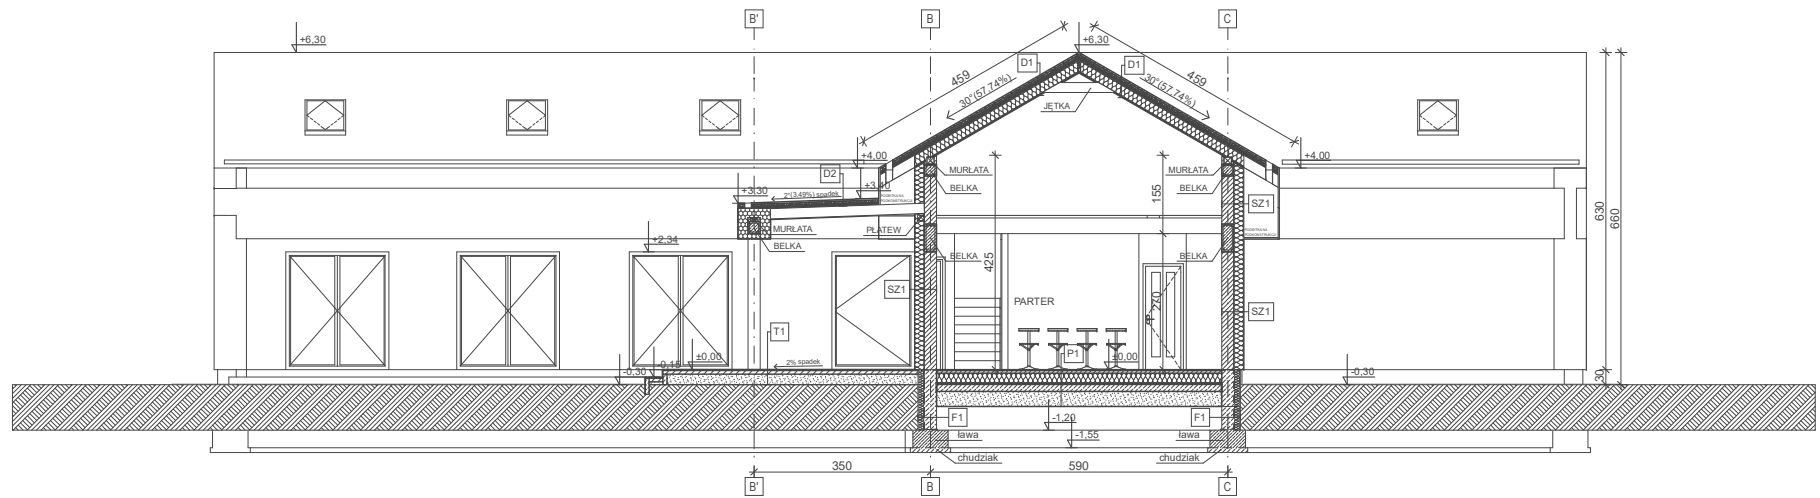 B'
B
C
+6,30
+6,30
D1
D1
459
459
30°(57,74%)
30°(57,74%)
JĘTKA
+4,00
+4,00
MURŁATA
MURŁATA
D2
BELKA
BELKA
+3,30
2°(3,49%) spadek
+3,40
155
SZ1
630
660
MURŁATA
PŁATEW
+2,34
BELKA
BELKA
BELKA
425
SZ1
PARTER
270
SZ1
T1
P1
±0,00
±0,00
2% spadek
-0,15
-0,30
-0,30
30
F1
F1
-1,20
ława
ława
-1,55
chudziak
chudziak
350
590
B'
B
C